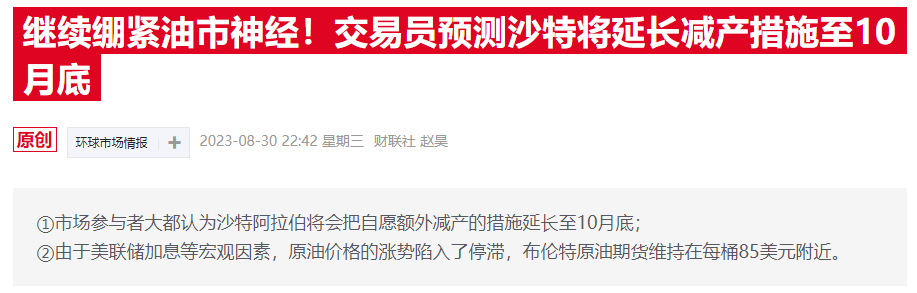 继续绷紧油市神经！交易员预测沙特将延长减产措施至10
月底
原创 环球市场情报 + 2023-08-30 22:42 星期三 财联社 赵昊
①市场参与者大都认为沙特阿拉伯将会把自愿额外减产的措施延长至10月底；
②由于美联储加息等宏观因素，原油价格的涨势陷入了停滞，布伦特原油期货维持在每桶85美元附近。